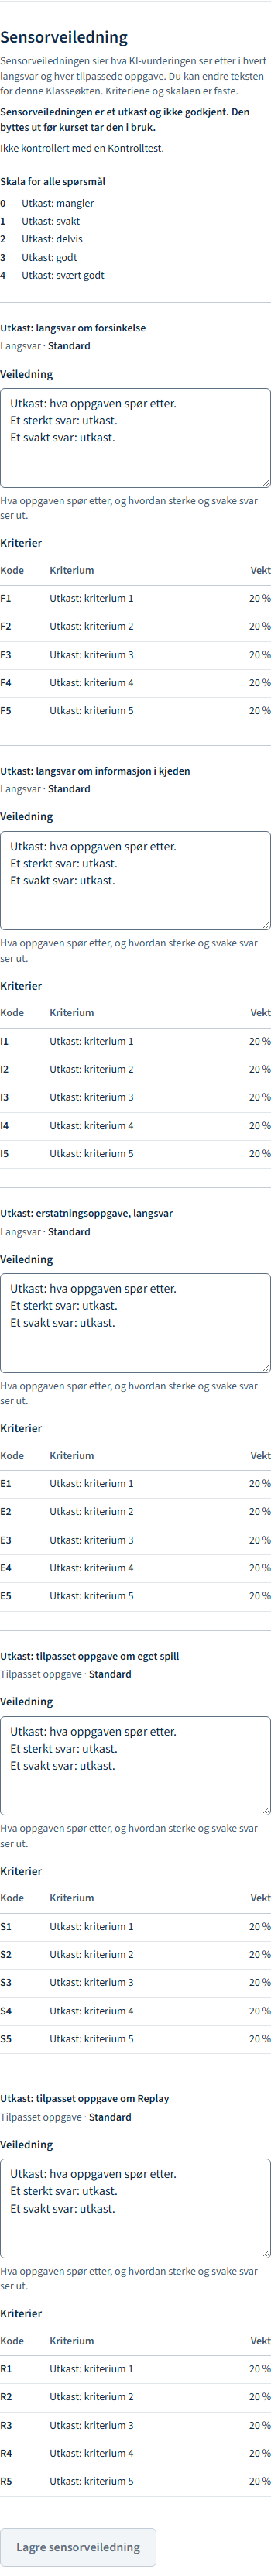 Sensorveiledning
Sensorveiledningen sier hva KI-vurderingen ser etter i hvert
langsvar og hver tilpassede oppgave. Du kan endre teksten
for denne Klasseøkten. Kriteriene og skalaen er faste.
Sensorveiledningen er et utkast og ikke godkjent. Den
byttes ut før kurset tar den i bruk.
Ikke kontrollert med en Kontrolltest.
Skala for alle spørsmål
0 Utkast: mangler
1 Utkast: svakt
2 Utkast: delvis
3 Utkast: godt
4 Utkast: svært godt
Utkast: langsvar om forsinkelse
Langsvar · Standard
Veiledning
Utkast: hva oppgaven spør etter.
Et sterkt svar: utkast.
Et svakt svar: utkast.
Hva oppgaven spør etter, og hvordan sterke og svake svar
ser ut.
Kriterier
Kode Kriterium Vekt
F1 Utkast: kriterium 1 20 %
F2 Utkast: kriterium 2 20 %
F3 Utkast: kriterium 3 20 %
F4 Utkast: kriterium 4 20 %
F5 Utkast: kriterium 5 20 %
Utkast: langsvar om informasjon i kjeden
Langsvar · Standard
Veiledning
Utkast: hva oppgaven spør etter.
Et sterkt svar: utkast.
Et svakt svar: utkast.
Hva oppgaven spør etter, og hvordan sterke og svake svar
ser ut.
Kriterier
Kode Kriterium Vekt
I1 Utkast: kriterium 1 20 %
I2 Utkast: kriterium 2 20 %
I3 Utkast: kriterium 3 20 %
I4 Utkast: kriterium 4 20 %
I5 Utkast: kriterium 5 20 %
Utkast: erstatningsoppgave, langsvar
Langsvar · Standard
Veiledning
Utkast: hva oppgaven spør etter.
Et sterkt svar: utkast.
Et svakt svar: utkast.
Hva oppgaven spør etter, og hvordan sterke og svake svar
ser ut.
Kriterier
Kode Kriterium Vekt
E1 Utkast: kriterium 1 20 %
E2 Utkast: kriterium 2 20 %
E3 Utkast: kriterium 3 20 %
E4 Utkast: kriterium 4 20 %
E5 Utkast: kriterium 5 20 %
Utkast: tilpasset oppgave om eget spill
Tilpasset oppgave · Standard
Veiledning
Utkast: hva oppgaven spør etter.
Et sterkt svar: utkast.
Et svakt svar: utkast.
Hva oppgaven spør etter, og hvordan sterke og svake svar
ser ut.
Kriterier
Kode Kriterium Vekt
S1 Utkast: kriterium 1 20 %
S2 Utkast: kriterium 2 20 %
S3 Utkast: kriterium 3 20 %
S4 Utkast: kriterium 4 20 %
S5 Utkast: kriterium 5 20 %
Utkast: tilpasset oppgave om Replay
Tilpasset oppgave · Standard
Veiledning
Utkast: hva oppgaven spør etter.
Et sterkt svar: utkast.
Et svakt svar: utkast.
Hva oppgaven spør etter, og hvordan sterke og svake svar
ser ut.
Kriterier
Kode Kriterium Vekt
R1 Utkast: kriterium 1 20 %
R2 Utkast: kriterium 2 20 %
R3 Utkast: kriterium 3 20 %
R4 Utkast: kriterium 4 20 %
R5 Utkast: kriterium 5 20 %
Lagre sensorveiledning